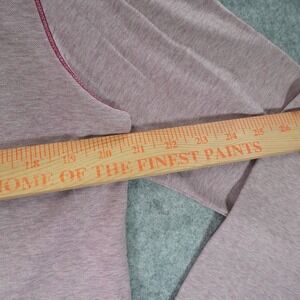 18 19 20 21 22 23 24 25 26
HOME OF THE FINEST PAINTS